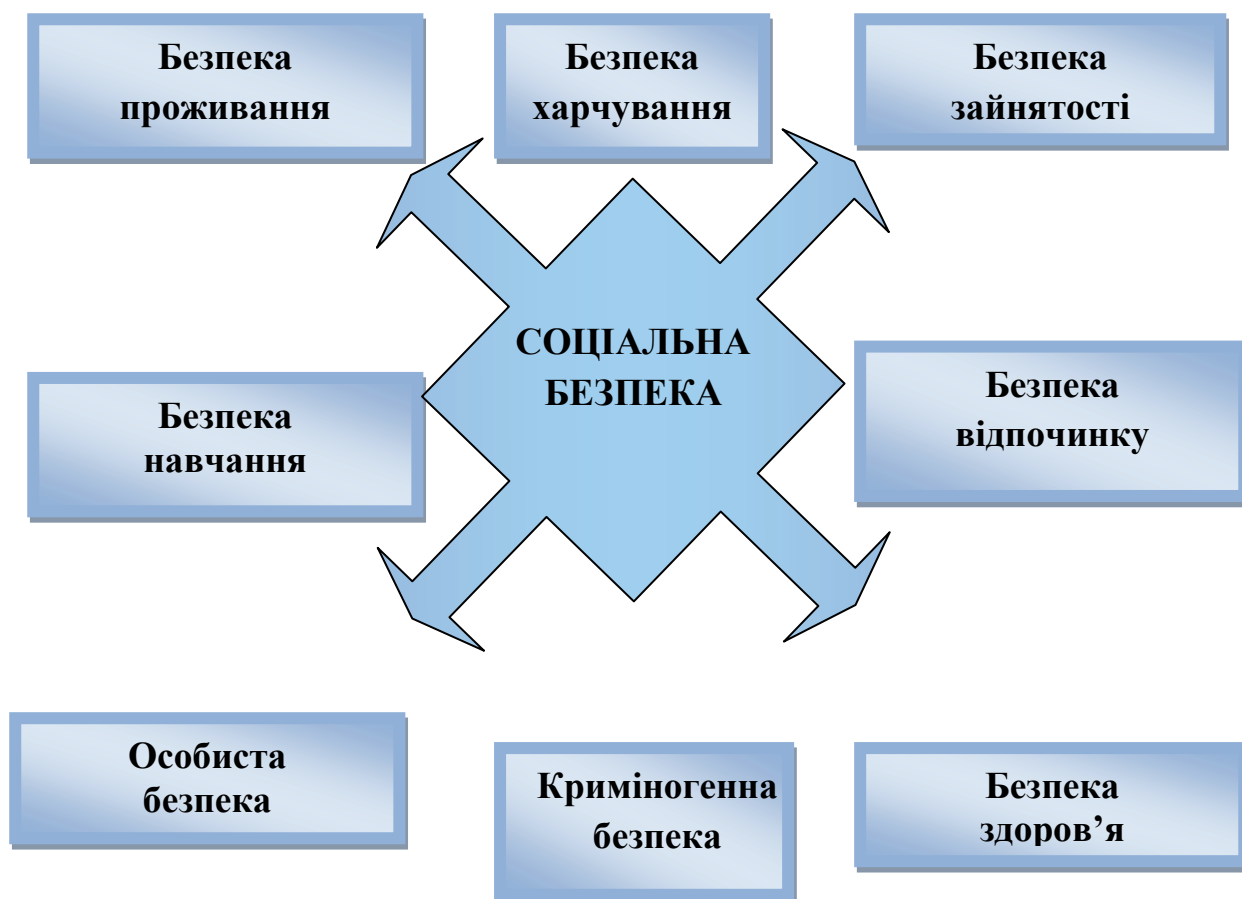 Безпека
проживання
Безпека
харчування
Безпека
зайнятості
СОЦІАЛЬНА
БЕЗПЕКА
Безпека
навчання
Безпека
відпочинку
Особиста
безпека
Криміногенна
безпека
Безпека
здоров’я